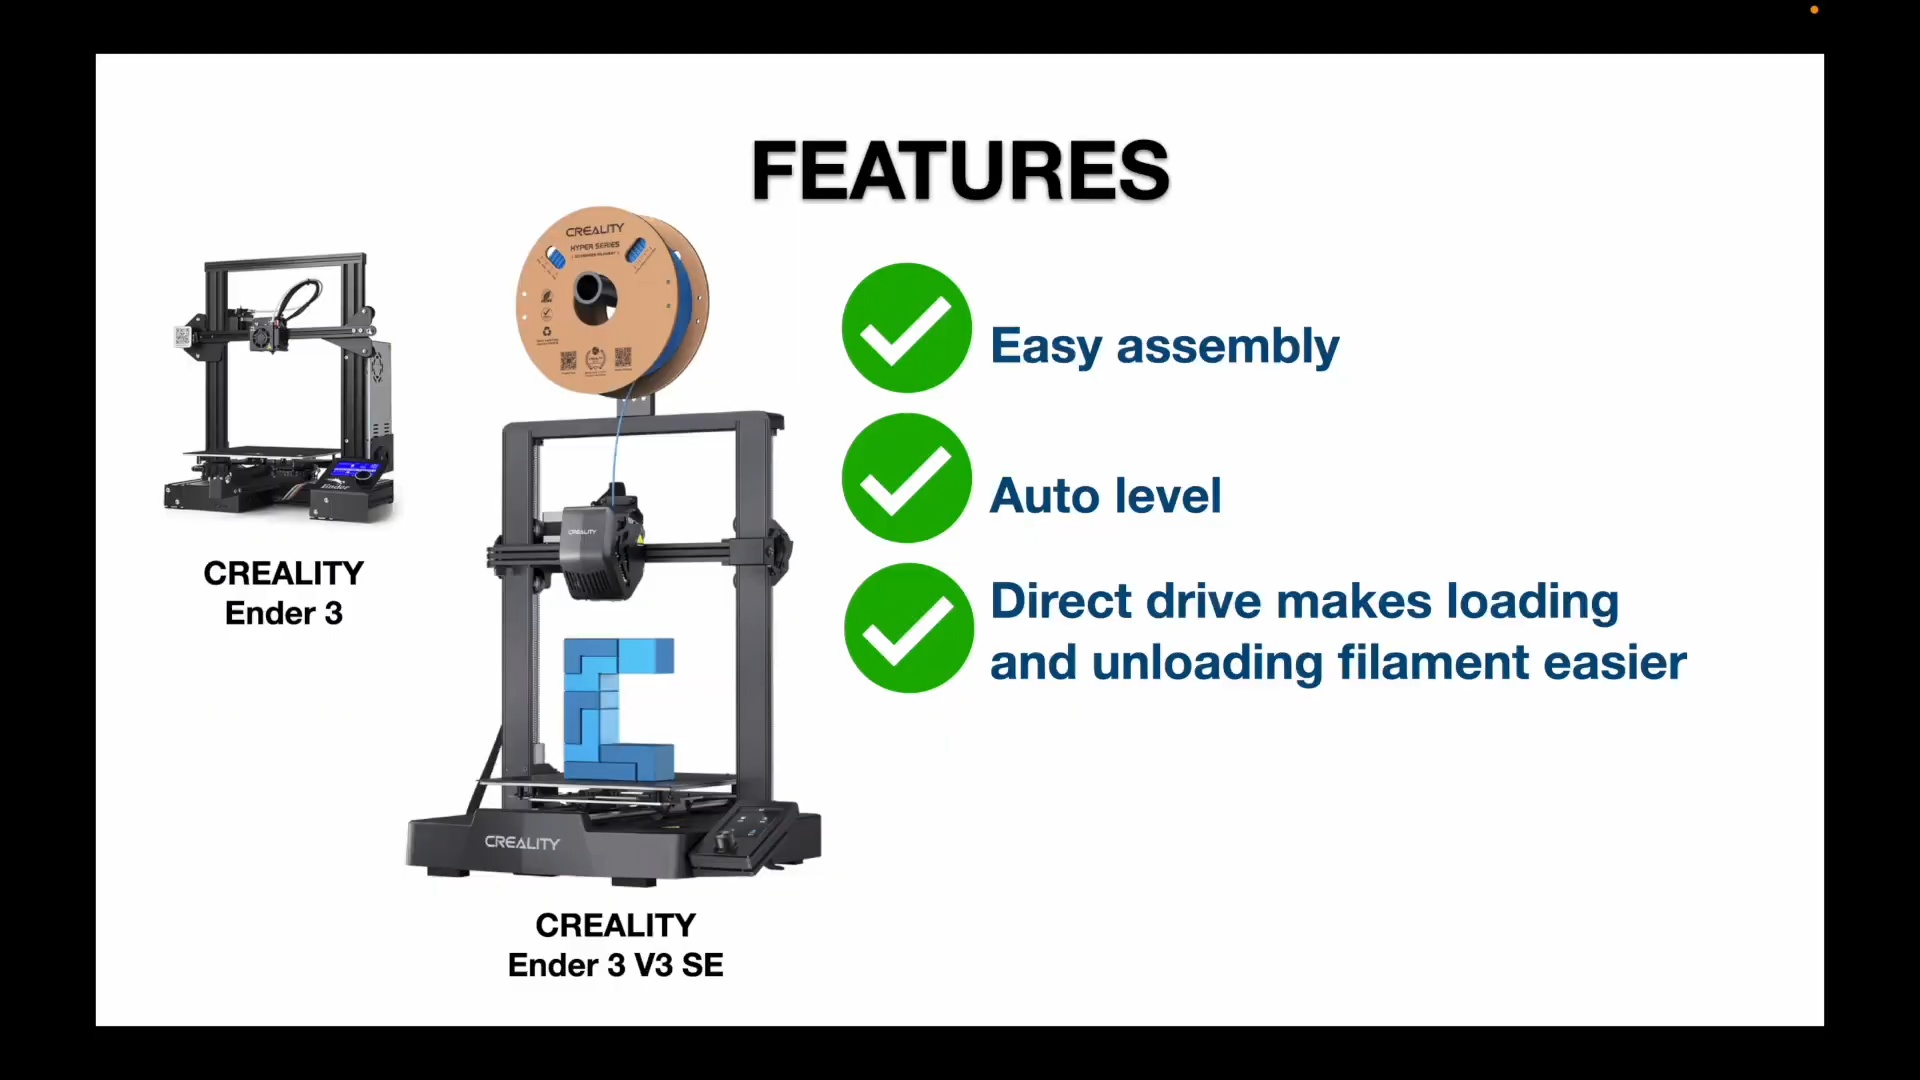 FEATURES
CREALITY
HYPER SERIES
Easy assembly
Auto level
CREALITY
Direct drive makes loading
and unloading filament easier
Ender
CREALITY
Ender 3
CREALITY
CREALITY
Ender 3 V3 SE